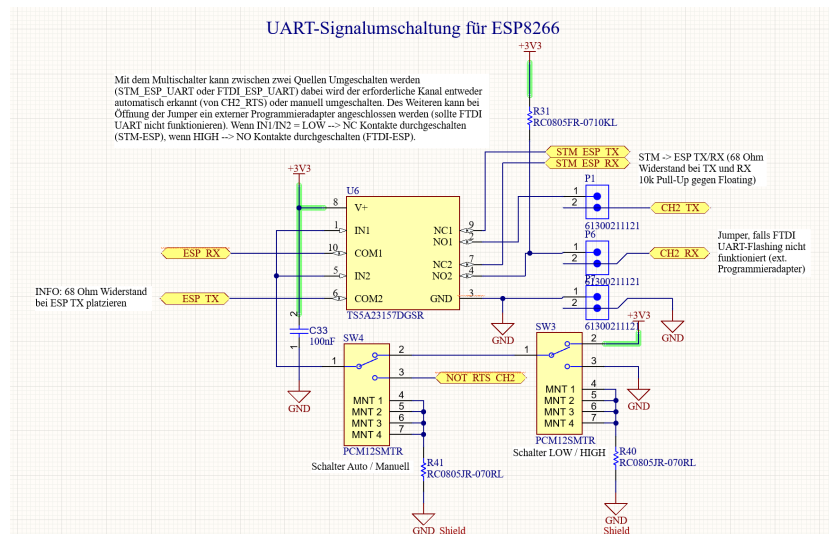 UART-Signalumschaltung für ESP8266
+3V3
Mit dem Multischalter kann zwischen zwei Quellen Umgeschalten werden
(STM_ESP_UART oder FTDI_ESP_UART) dabei wird der erforderliche Kanal entweder
automatisch erkannt (von CH2_RTS) oder manuell umgeschalten. Des Weiteren kann bei
Öffnung der Jumper ein externer Programmieradapter angeschlossen werden (sollte FTDI
UART nicht funktionieren). Wenn IN1/IN2 = LOW --> NC Kontakte durchgeschalten
(STM-ESP), wenn HIGH --> NO Kontakte durchgeschalten (FTDI-ESP).
R31
RC0805FR-0710KL
STM_ESP_TX
STM_ESP_RX
STM -> ESP TX/RX (68 Ohm
Widerstand bei TX und RX
10k Pull-Up gegen Floating)
+3V3
U6
8 V+
1 IN1
10 COM1
5 IN2
6 COM2
NC1 9
NO1 2
NC2 7
NO2 4
GND 3
TS5A23157DGSR
ESP_RX
ESP_TX
INFO: 68 Ohm Widerstand
bei ESP TX platzieren
P1
1
2
61300211121
CH2_TX
P6
1
2
61300211121
CH2_RX
Jumper, falls FTDI
UART-Flashing nicht
funktioniert (ext.
Programmieradapter)
P7
1
2
61300211121
GND
GND
2
C33
100nF
1
GND
SW4
1
2
3
MNT 1 4
MNT 2 5
MNT 3 6
MNT 4 7
PCM12SMTR
Schalter Auto / Manuell
NOT_RTS_CH2
R41
RC0805JR-070RL
GND_Shield
SW3
1
2
3
+3V3
GND
MNT 1 4
MNT 2 5
MNT 3 6
MNT 4 7
PCM12SMTR
Schalter LOW / HIGH
R40
RC0805JR-070RL
GND
Shield